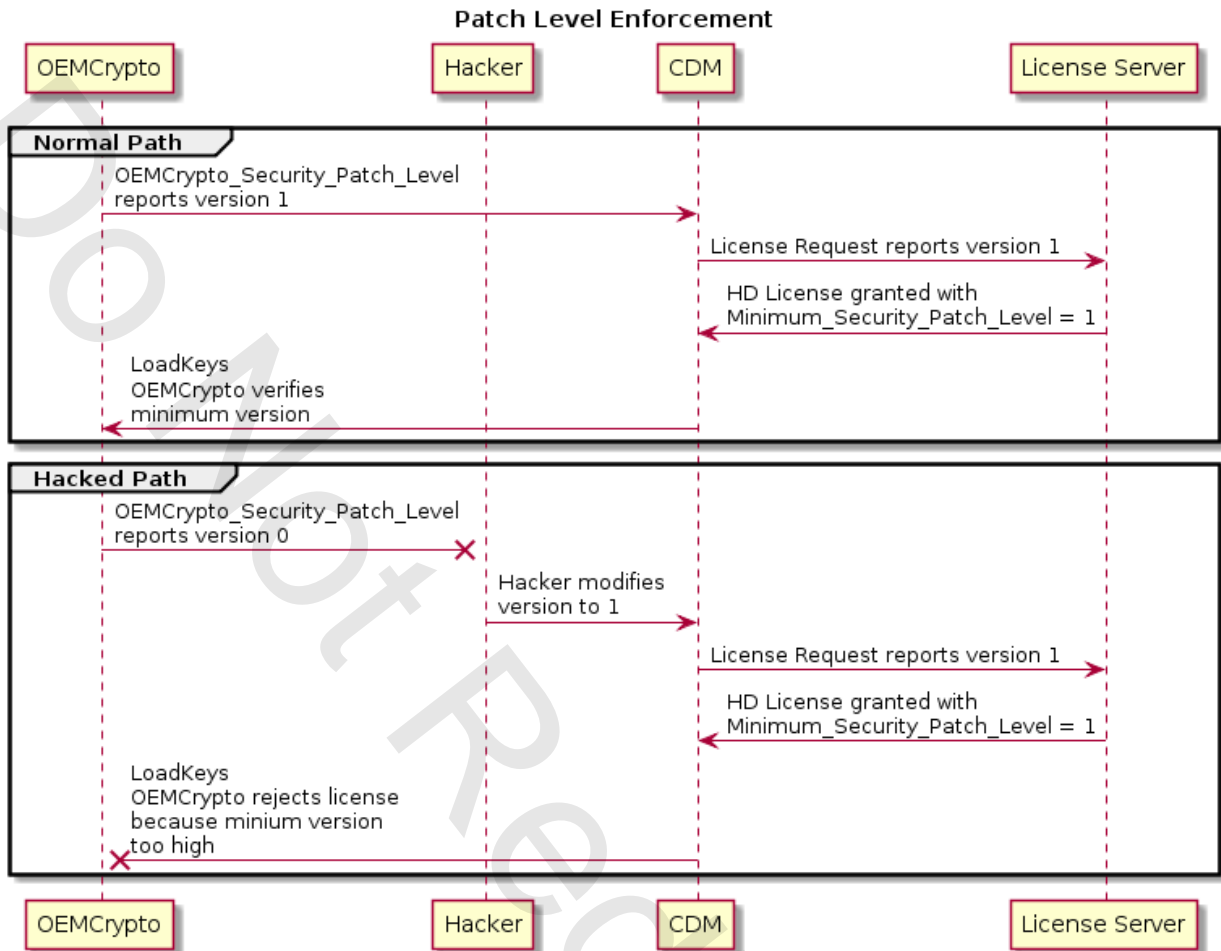 Patch Level Enforcement
OEMCrypto
Hacker
CDM
License Server
Normal Path
OEMCrypto_Security_Patch_Level
reports version 1
License Request reports version 1
HD License granted with
Minimum_Security_Patch_Level = 1
LoadKeys
OEMCrypto verifies
minimum version
Hacked Path
OEMCrypto_Security_Patch_Level
reports version 0
Hacker modifies
version to 1
License Request reports version 1
HD License granted with
Minimum_Security_Patch_Level = 1
LoadKeys
OEMCrypto rejects license
because minium version
too high
OEMCrypto
Hacker
CDM
License Server
Do Not